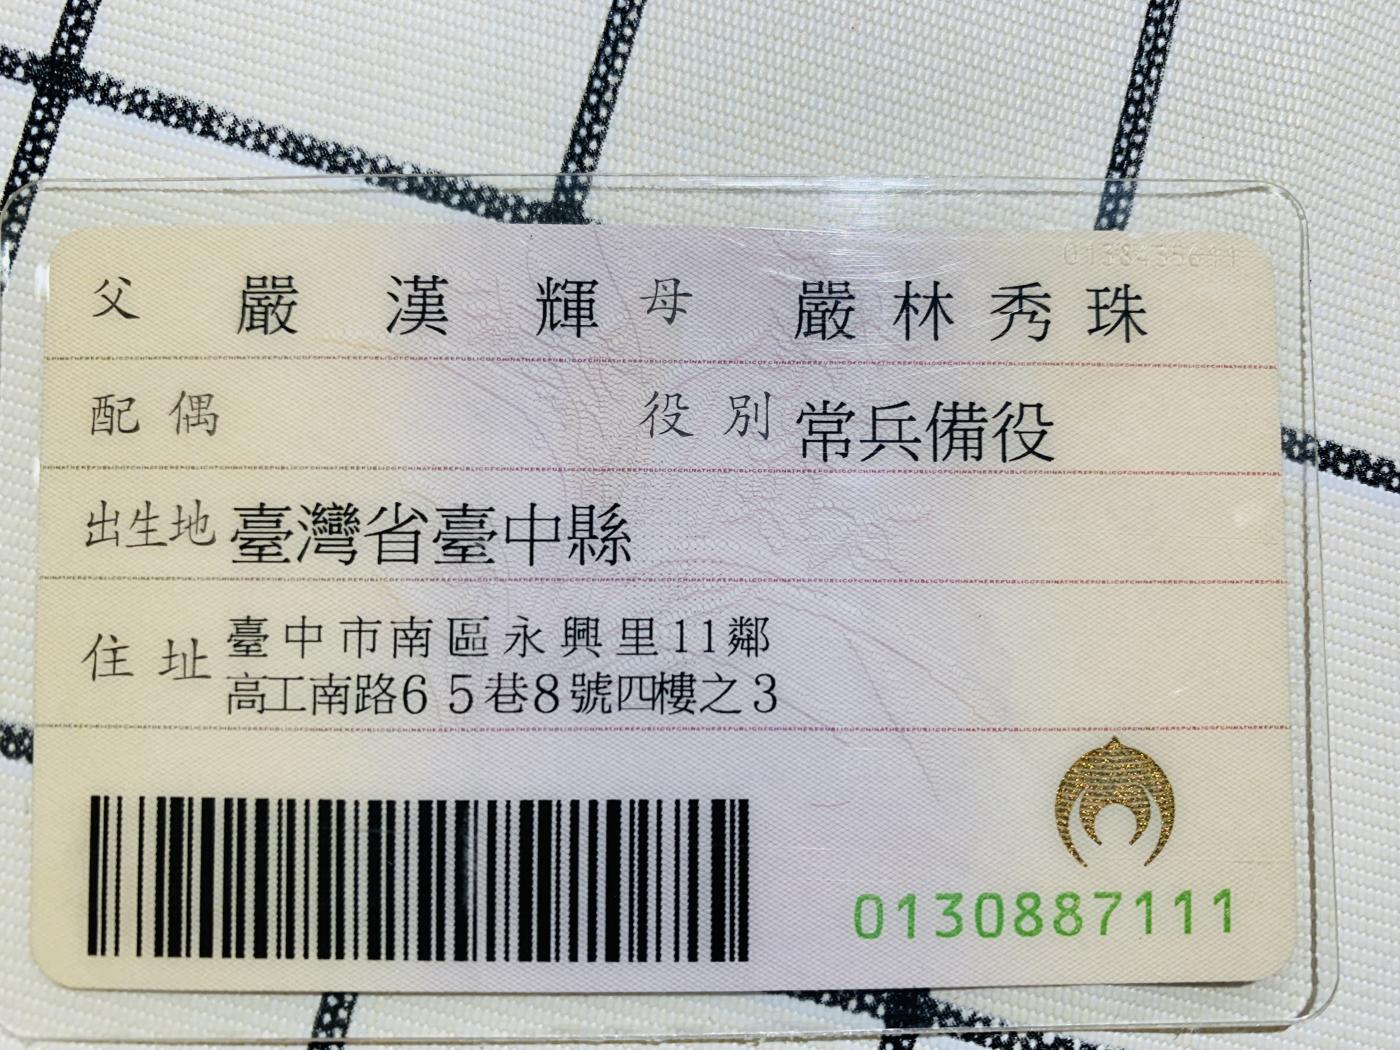 父 嚴漢輝 母 嚴林秀珠
配偶 役別 常兵備役
出生地 臺灣省臺中縣
住址 臺中市南區永興里11鄰
高工南路65巷8號四樓之3
0130887111